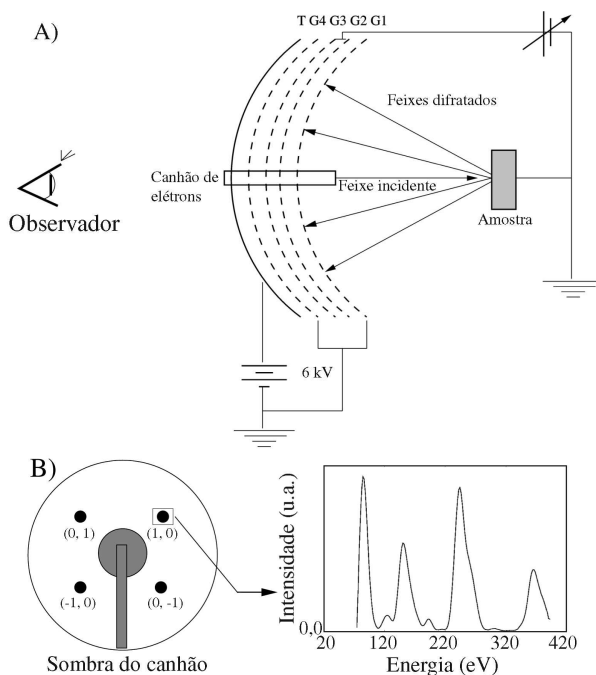 A)
T G4 G3 G2 G1
Feixes difratados
Canhão de
elétrons
Feixe incidente
Amostra
Observador
6 kV
B)
(0, 1)
(1, 0)
(-1, 0)
(0, -1)
Sombra do canhão
Intensidade (u.a.)
0,0
20
120
220
320
420
Energia (eV)